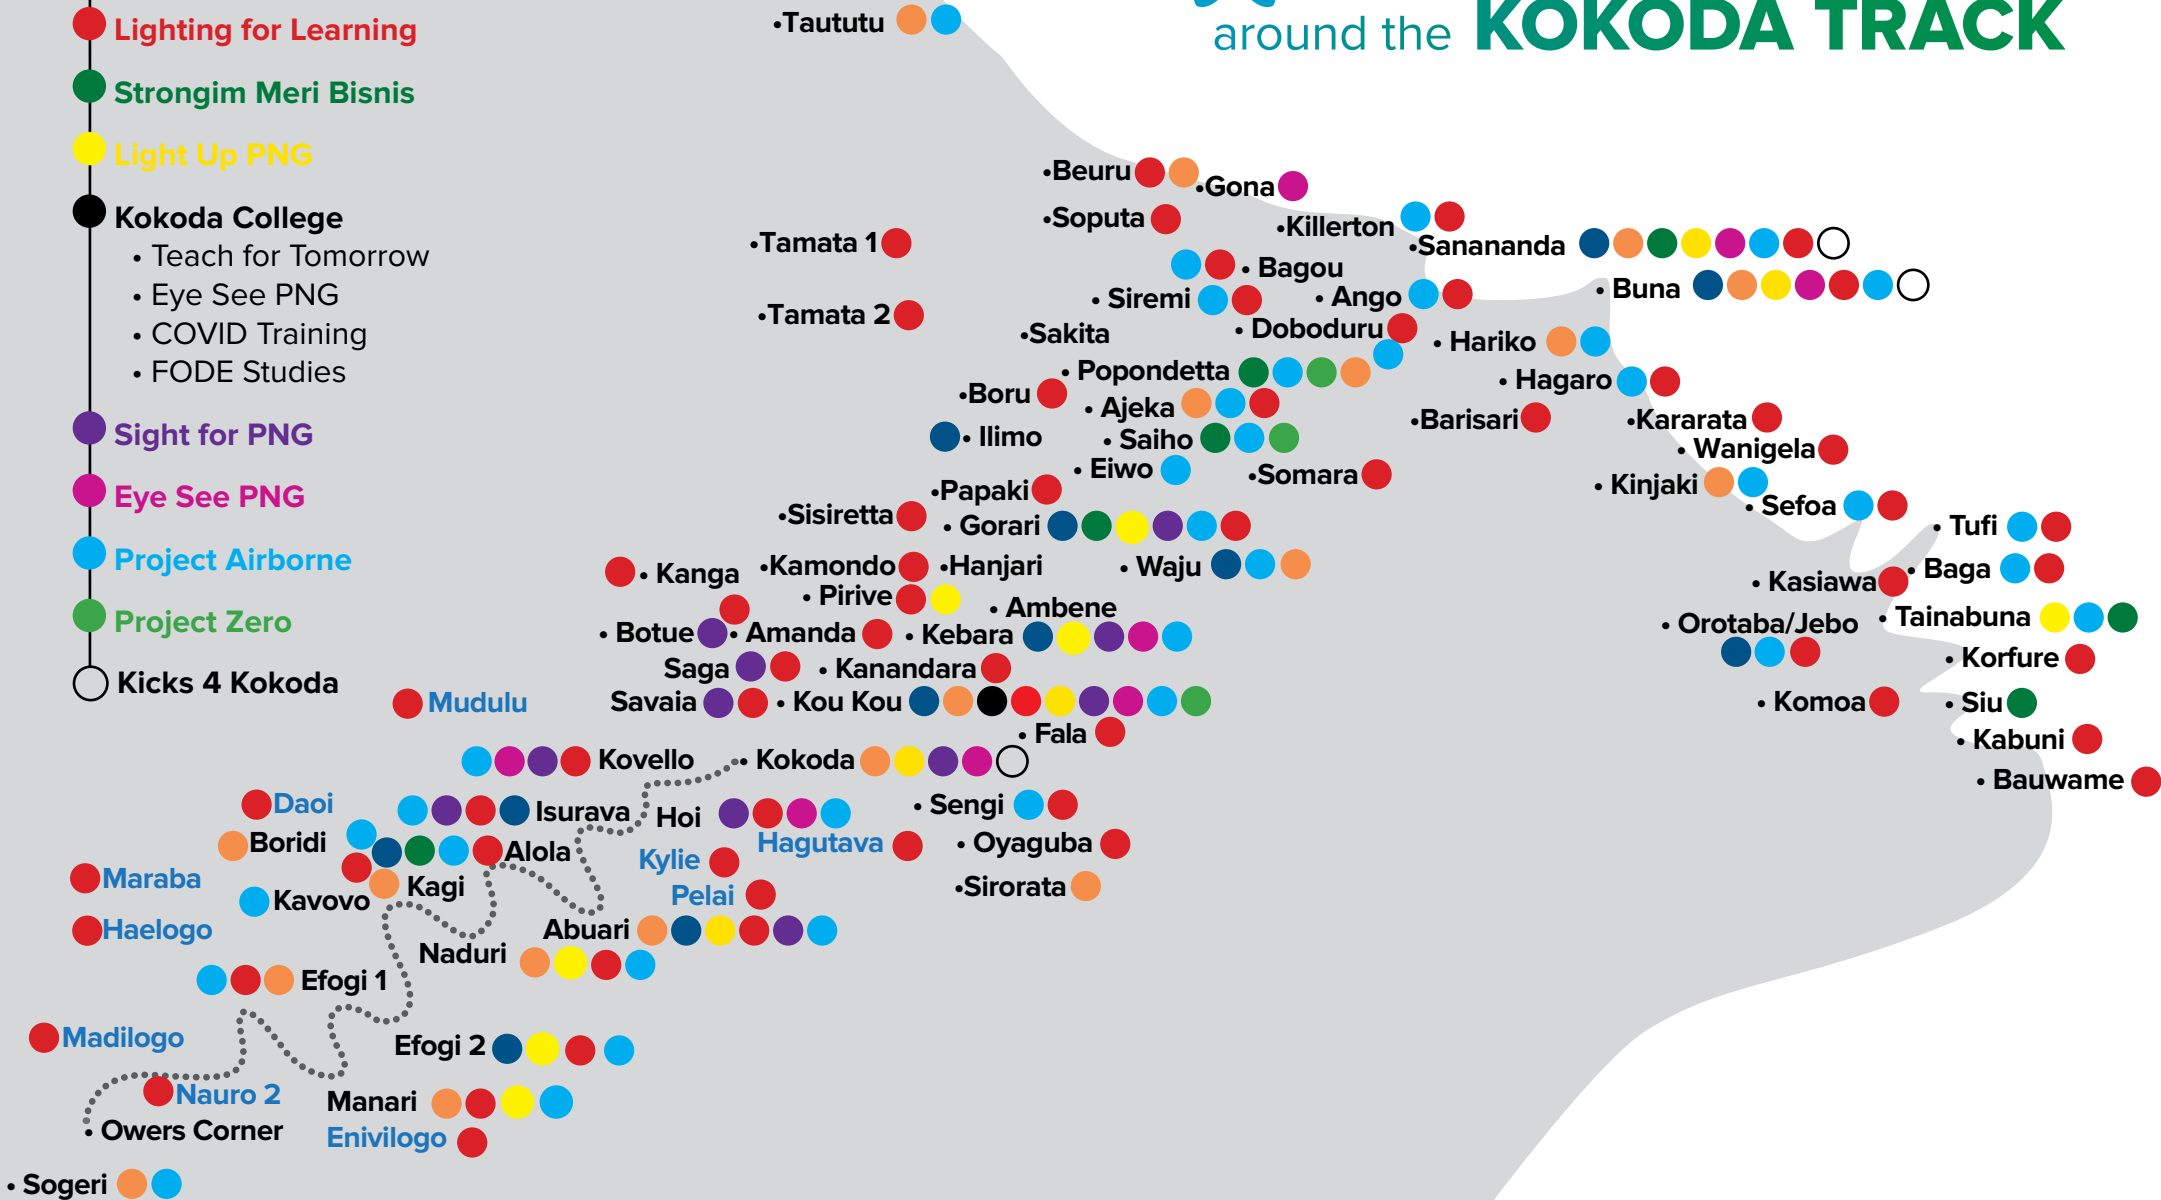 around the KOKODA TRACK
Lighting for Learning
Strongim Meri Bisnis
Light Up PNG
Kokoda College
• Teach for Tomorrow
• Eye See PNG
• COVID Training
• FODE Studies
Sight for PNG
Eye See PNG
Project Airborne
Project Zero
Kicks 4 Kokoda
•Taututu
•Beuru
•Gona
•Soputa
•Killerton
•Tamata 1
•Sanananda
• Bagou
• Buna
• Siremi
• Ango
•Tamata 2
• Doboduru
•Sakita
• Hariko
• Popondetta
• Hagaro
•Boru
• Ajeka
•Barisari
•Kararata
• Ilimo
• Saiho
• Wanigela
• Eiwo
•Somara
• Kinjaki
•Papaki
• Sefoa
•Sisiretta
• Gorari
• Tufi
•Kamondo
•Hanjari
• Waju
• Kanga
• Baga
• Kasiawa
• Pirive
• Ambene
• Tainabuna
• Orotaba/Jebo
• Botue
• Amanda
• Kebara
• Korfure
Saga
• Kanandara
Mudulu
Savaia
• Kou Kou
• Komoa
• Siu
• Fala
• Kabuni
Kovello
• Kokoda
• Bauwame
Daoi
Isurava
Hoi
• Sengi
Boridi
Alola
Hagutava
• Oyaguba
Kylie
Maraba
Kagi
Pelai
•Sirorata
Kavovo
Haelogo
Abuari
Naduri
Efogi 1
Madilogo
Efogi 2
Nauro 2
Manari
• Owers Corner
Enivilogo
• Sogeri